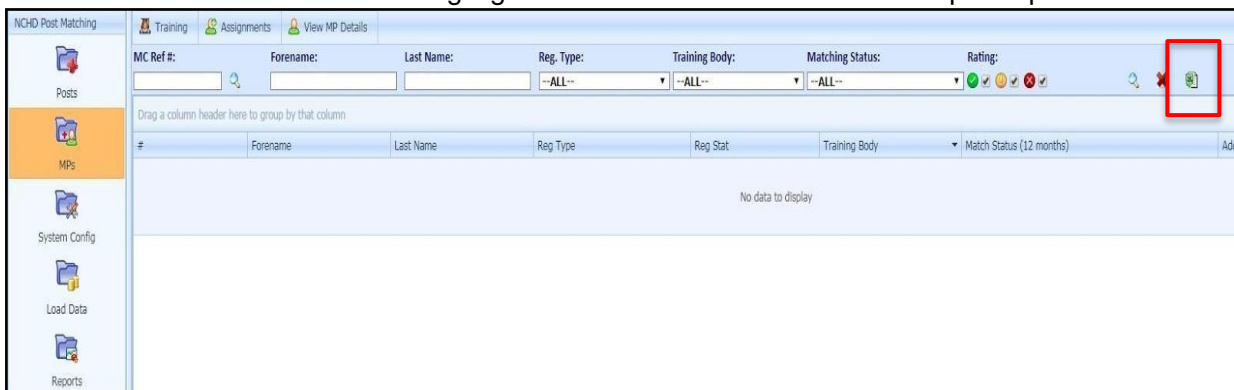 NCHD Post Matching
Training Assignments View MP Details
MC Ref #: Forename: Last Name: Reg. Type: Training Body: Matching Status: Rating:
--ALL-- --ALL-- --ALL--
Posts
Drag a column header here to group by that column
# Forename Last Name Reg Type Reg Stat Training Body Match Status (12 months)
MPs
No data to display
System Config
Load Data
Reports